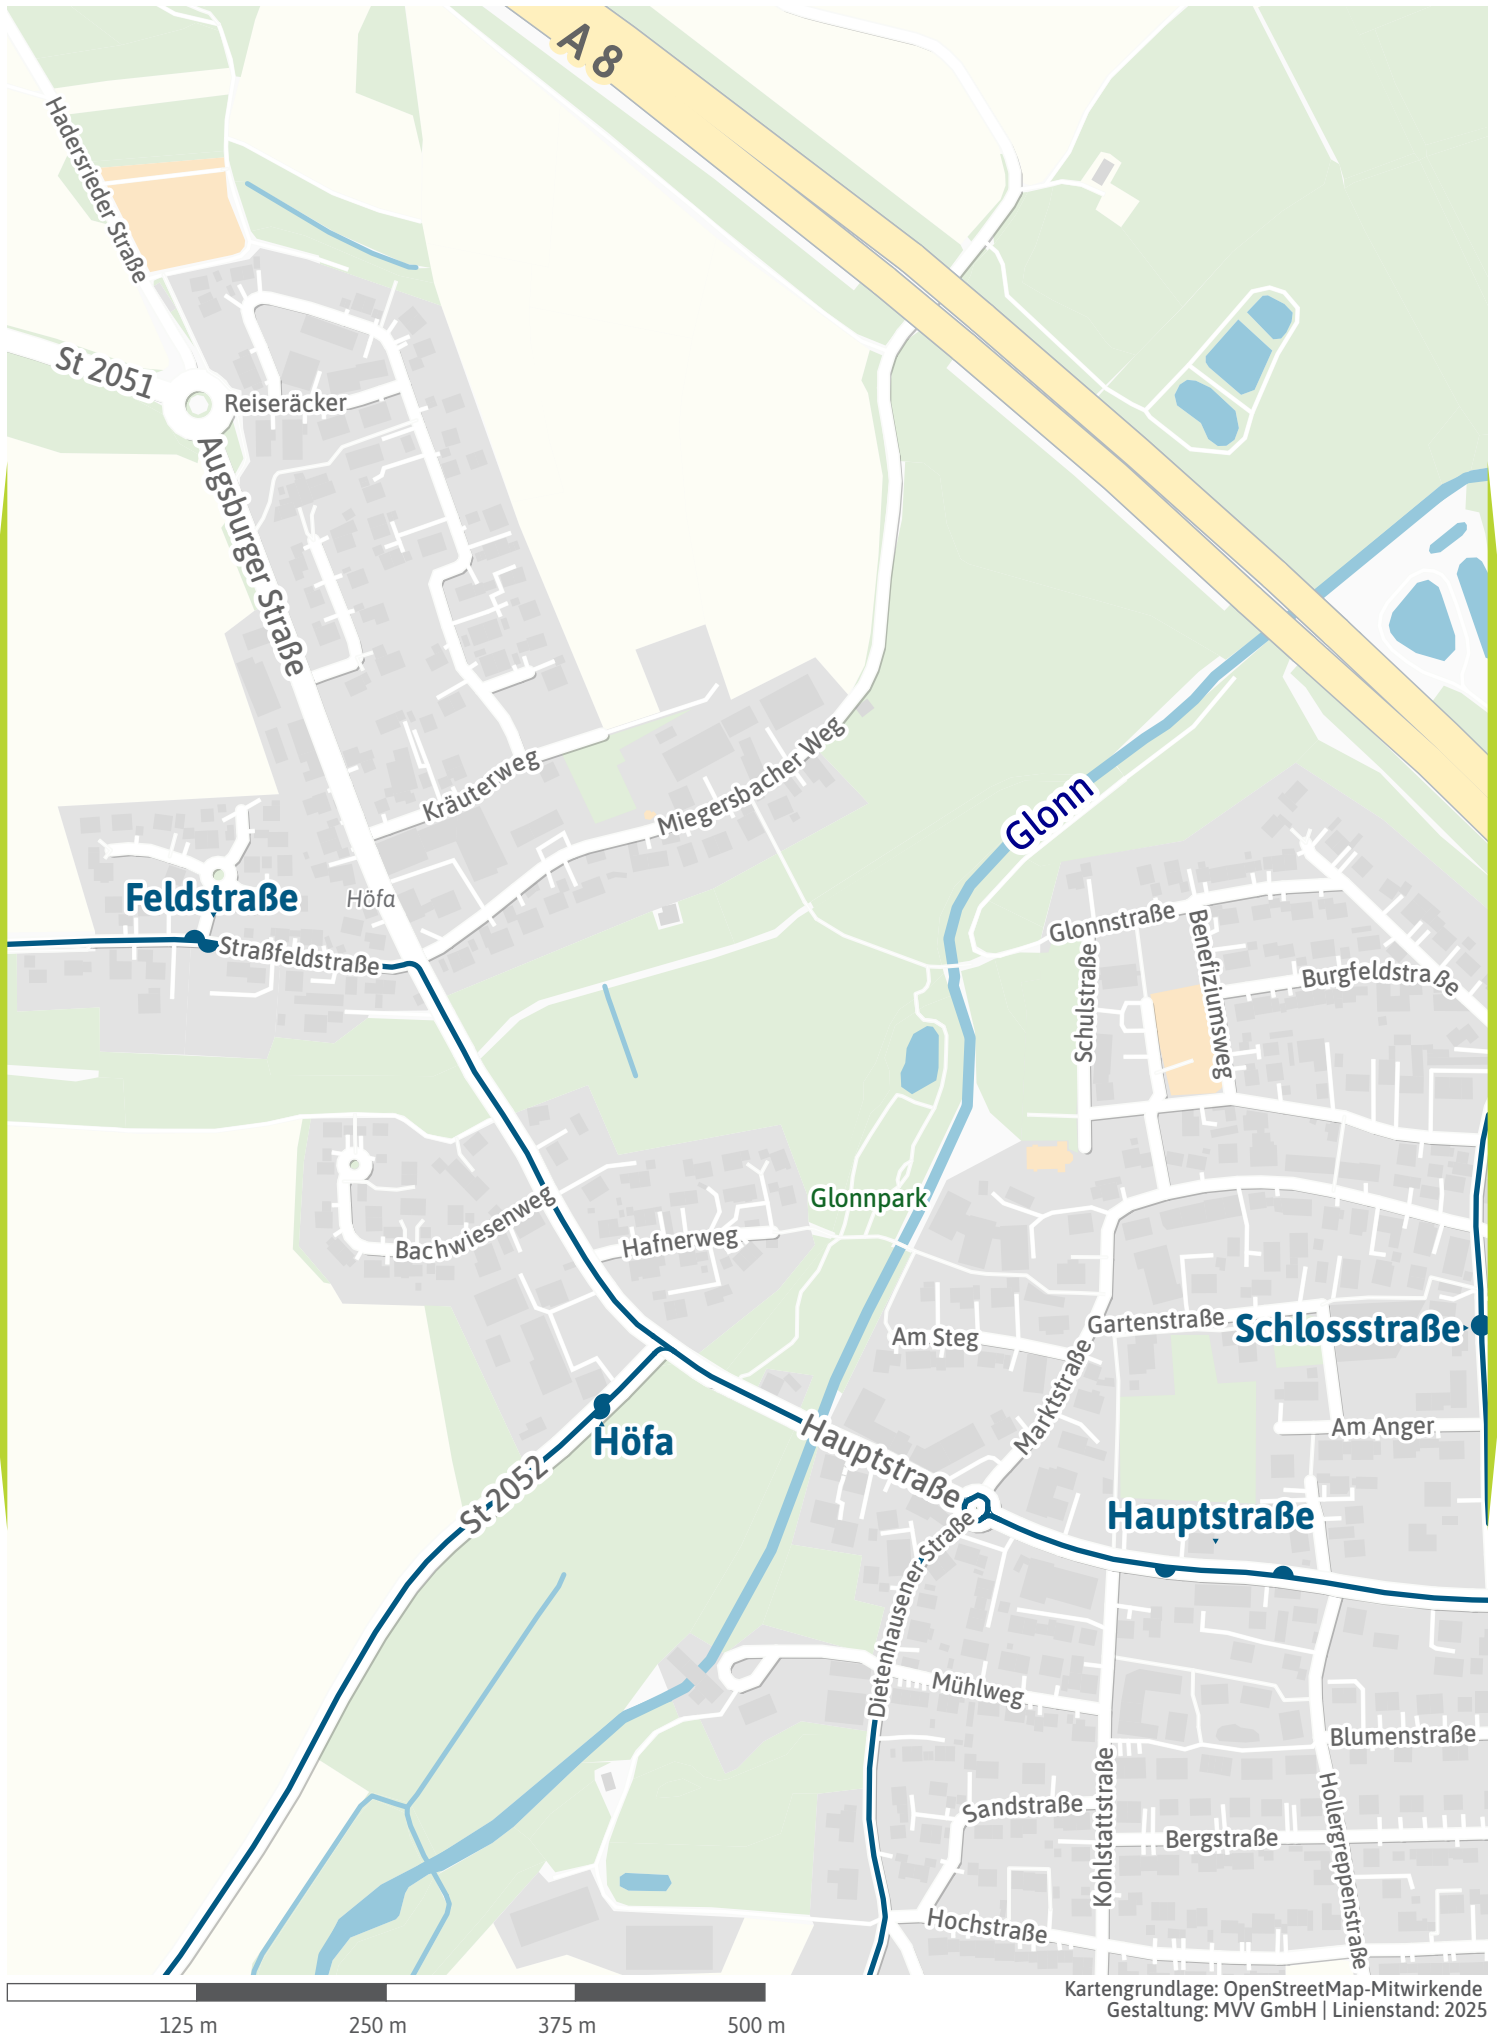 A 8
Hadersrieder Straße
St 2051
Reiseräcker
Augsburger Straße
Kräuterweg
Miegersbacher Weg
Glonn
Feldstraße
Höfa
Straßfeldstraße
Glonnstraße
Benefiziumsweg
Burgfeldstraße
Schulstraße
Glonnpark
Bachwiesenweg
Hafnerweg
Am Steg
Gartenstraße
Schlossstraße
Marktstraße
Am Anger
Höfa
Hauptstraße
St 2052
Hauptstraße
Dietenhausener Straße
Mühlweg
Blumenstraße
Kohlstattstraße
Hollergreppenstraße
Sandstraße
Bergstraße
Hochstraße
Kartengrundlage: OpenStreetMap-Mitwirkende
Gestaltung: MVV GmbH | Linienstand: 2025
125 m
250 m
375 m
500 m